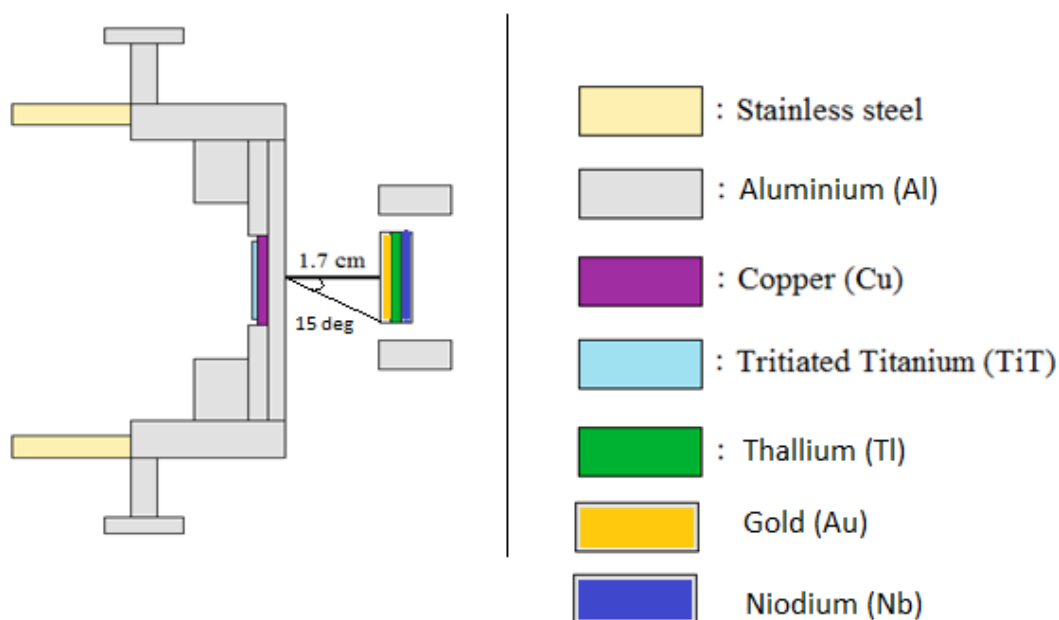 1.7 cm
15 deg
: Stainless steel
: Aluminium (Al)
: Copper (Cu)
: Tritiated Titanium (TiT)
: Thallium (Tl)
Gold (Au)
Niodium (Nb)